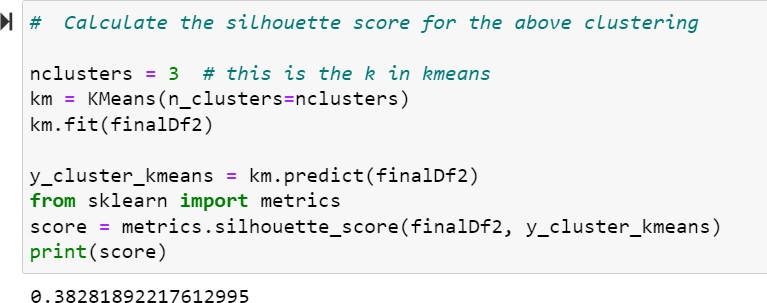 #  Calculate the silhouette score for the above clustering
nclusters = 3  # this is the k in kmeans
km = KMeans(n_clusters=nclusters)
km.fit(finalDf2)
y_cluster_kmeans = km.predict(finalDf2)
from sklearn import metrics
score = metrics.silhouette_score(finalDf2, y_cluster_kmeans)
print(score)
0.38281892217612995